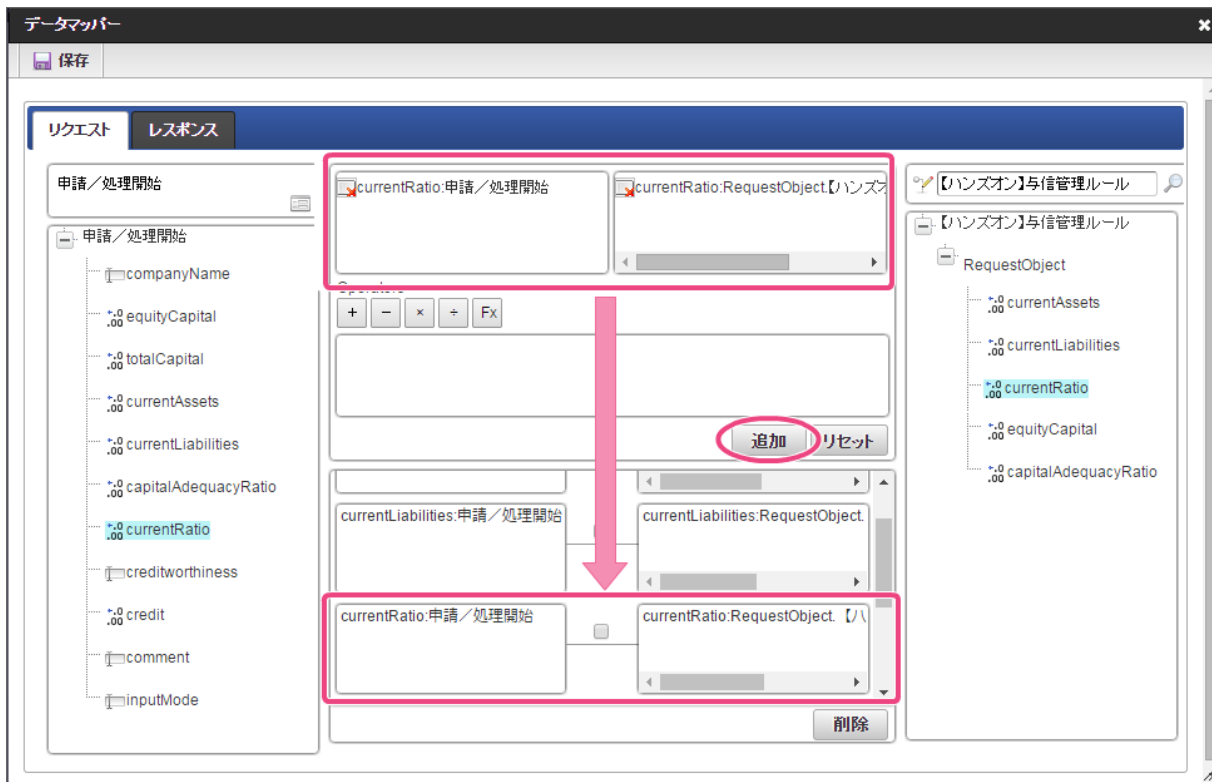 データマッパー
保存
リクエスト
レスポンス
申請／処理開始
申請／処理開始
companyName
equityCapital
totalCapital
currentAssets
currentLiabilities
capitalAdequacyRatio
currentRatio
creditworthiness
credit
comment
inputMode
currentRatio:申請／処理開始
currentRatio:RequestObject.【ハンズオ
+
−
×
÷
Fx
追加
リセット
currentLiabilities:申請／処理開始
currentLiabilities:RequestObject.
currentRatio:申請／処理開始
currentRatio:RequestObject.【ハ
削除
【ハンズオン】与信管理ルール
【ハンズオン】与信管理ルール
RequestObject
currentAssets
currentLiabilities
currentRatio
equityCapital
capitalAdequacyRatio